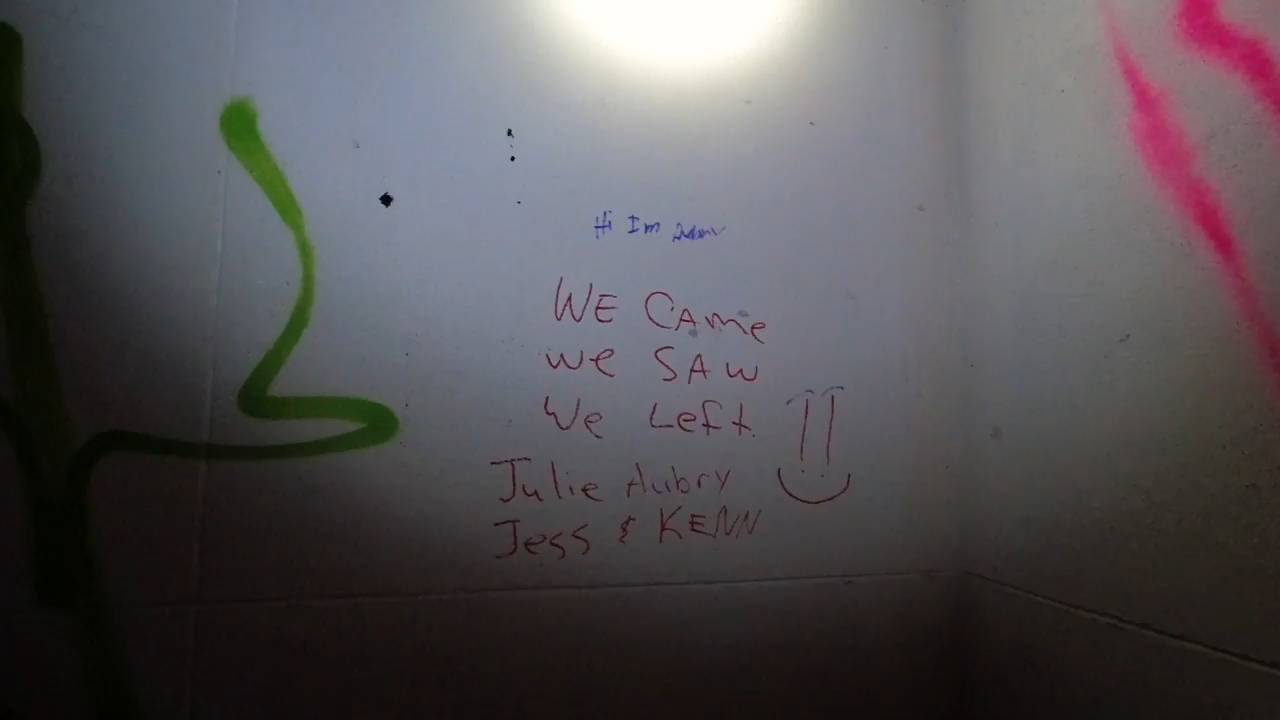 Hi Im
WE CAme
we SAW
We Left.
Julie Aubry
Jess & KENN